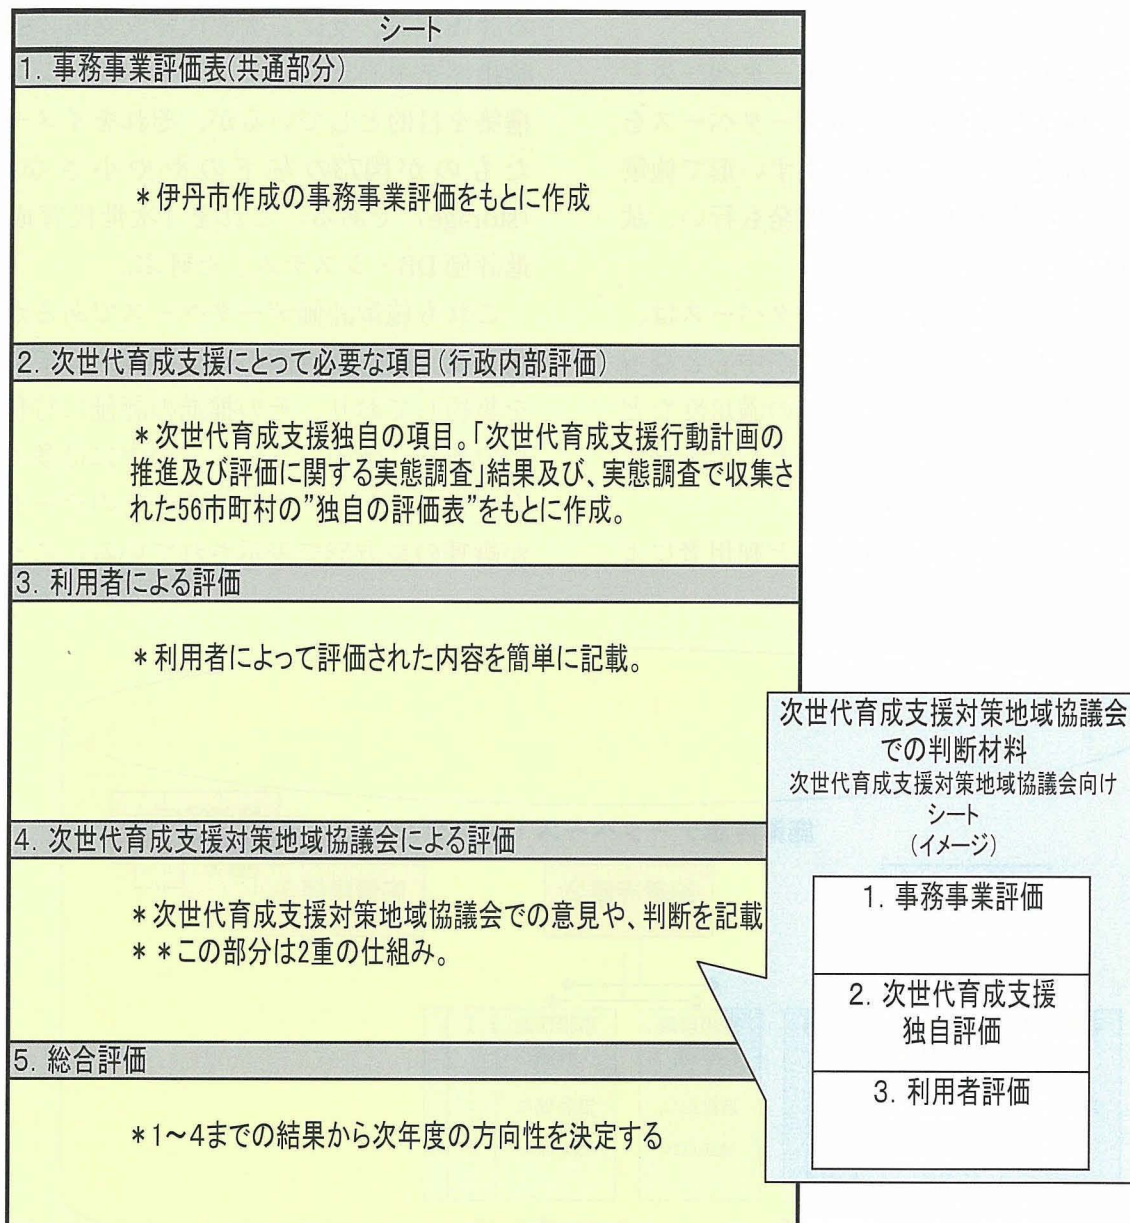 シート
1. 事務事業評価表(共通部分)
＊伊丹市作成の事務事業評価をもとに作成
2. 次世代育成支援にとって必要な項目(行政内部評価)
＊次世代育成支援独自の項目。「次世代育成支援行動計画の
推進及び評価に関する実態調査」結果及び、実態調査で収集さ
れた56市町村の”独自の評価表”をもとに作成。
3. 利用者による評価
＊利用者によって評価された内容を簡単に記載。
4. 次世代育成支援対策地域協議会による評価
＊次世代育成支援対策地域協議会での意見や、判断を記載
＊＊この部分は2重の仕組み。
5. 総合評価
＊1～4までの結果から次年度の方向性を決定する
次世代育成支援対策地域協議会
での判断材料
次世代育成支援対策地域協議会向け
シート
(イメージ)
1. 事務事業評価
2. 次世代育成支援
独自評価
3. 利用者評価